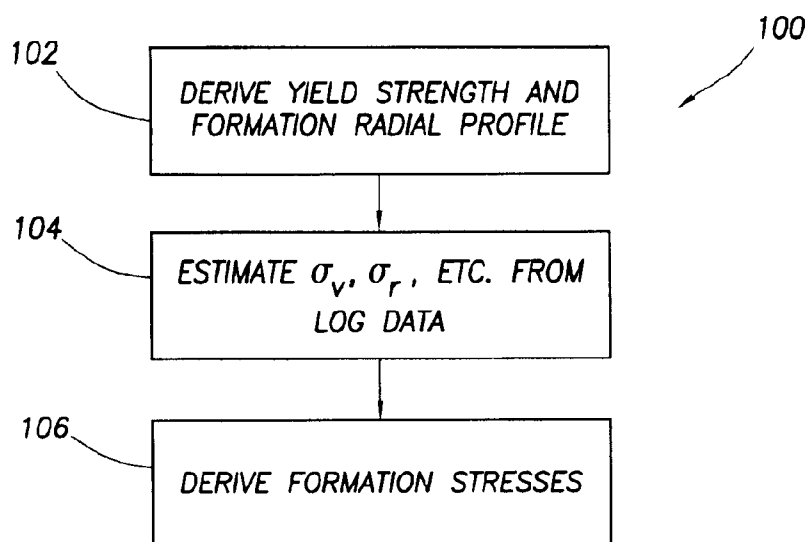 100
102
DERIVE YIELD STRENGTH AND
FORMATION RADIAL PROFILE
104
ESTIMATE σv, σr, ETC. FROM
LOG DATA
106
DERIVE FORMATION STRESSES